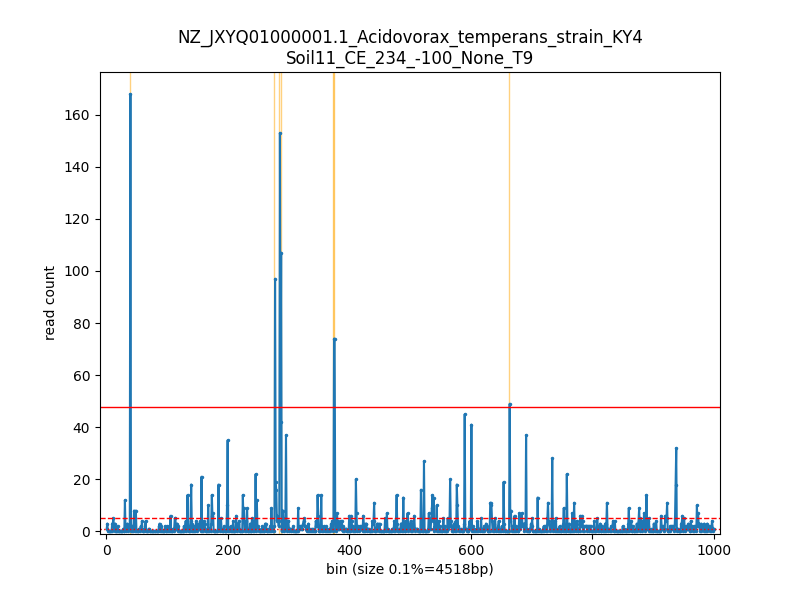 NZ_JXYQ01000001.1_Acidovorax_temperans_strain_KY4
Soil11_CE_234_-100_None_T9
160
140
120
100
80
60
40
20
0
read count
0 200 400 600 800 1000
bin (size 0.1%=4518bp)